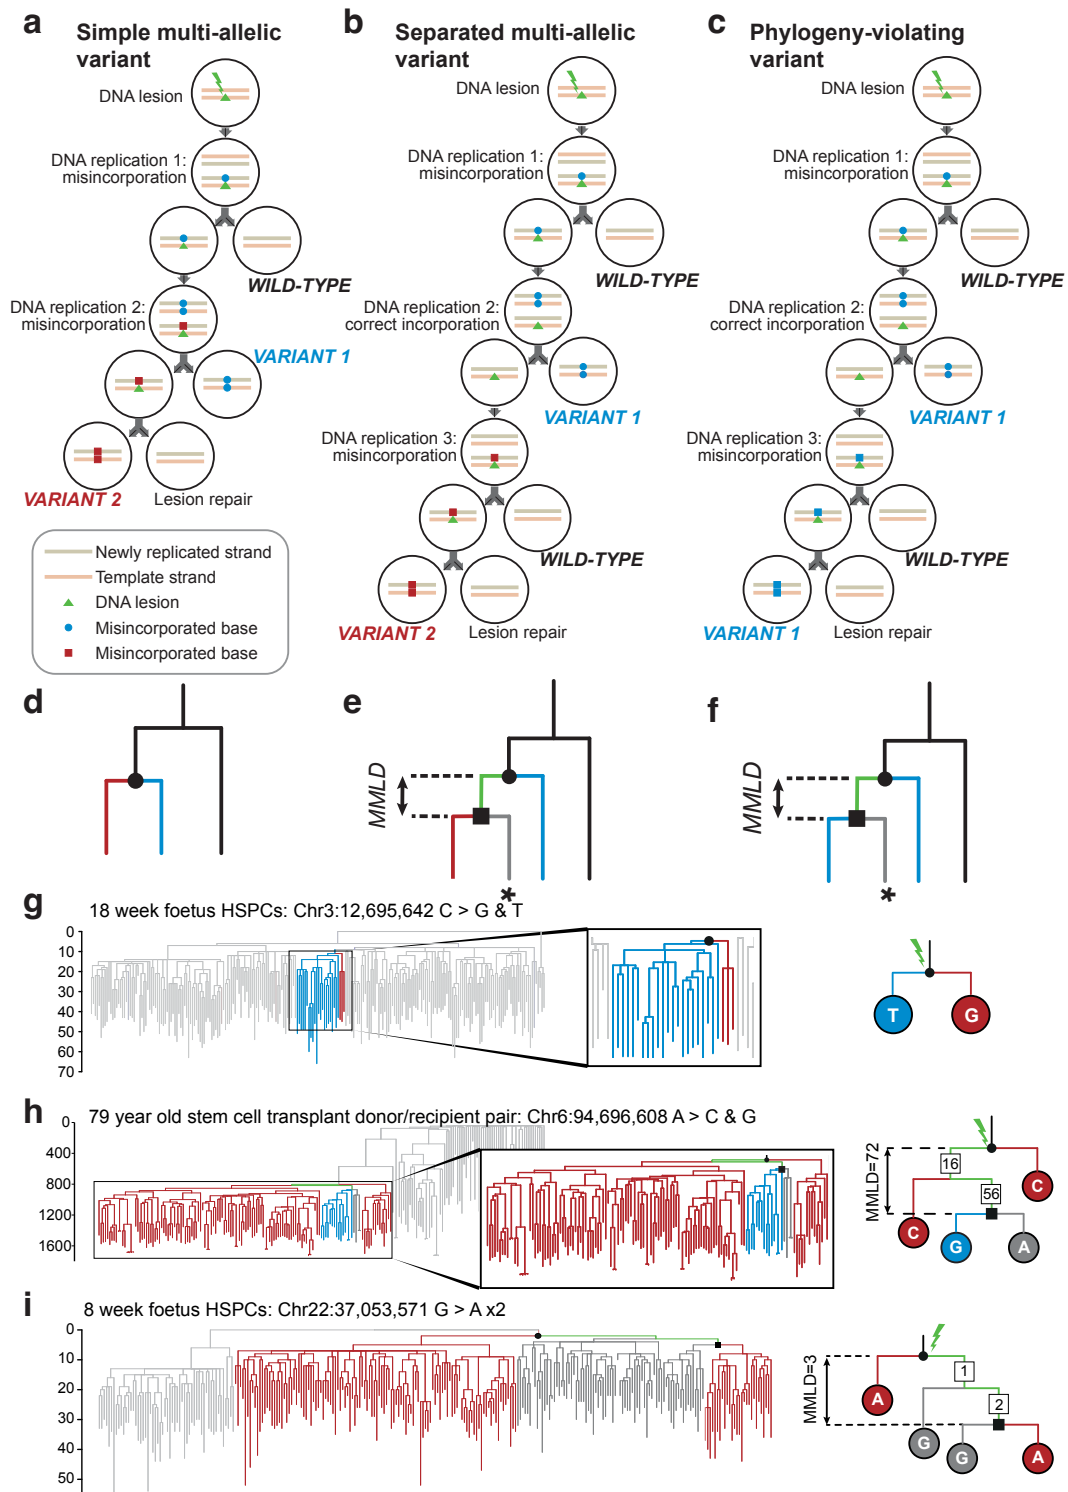 a
Simple multi-allelic
variant
DNA lesion
DNA replication 1:
misincorporation
WILD-TYPE
DNA replication 2:
misincorporation
VARIANT 1
VARIANT 2
Lesion repair
Newly replicated strand
Template strand
DNA lesion
Misincorporated base
Misincorporated base
b
Separated multi-allelic
variant
DNA lesion
DNA replication 1:
misincorporation
WILD-TYPE
DNA replication 2:
correct incorporation
VARIANT 1
DNA replication 3:
misincorporation
WILD-TYPE
VARIANT 2
Lesion repair
c
Phylogeny-violating
variant
DNA lesion
DNA replication 1:
misincorporation
WILD-TYPE
DNA replication 2:
correct incorporation
VARIANT 1
DNA replication 3:
misincorporation
WILD-TYPE
VARIANT 1
Lesion repair
d
e
MMLD
*
f
MMLD
*
g
18 week foetus HSPCs: Chr3:12,695,642 C > G & T
0
10
20
30
40
50
60
70
T
G
h
79 year old stem cell transplant donor/recipient pair: Chr6:94,696,608 A > C & G
0
400
800
1200
1600
MMLD=72
16
56
C
C
G
A
i
8 week foetus HSPCs: Chr22:37,053,571 G > A x2
0
10
20
30
40
50
MMLD=3
1
2
A
G
G
A